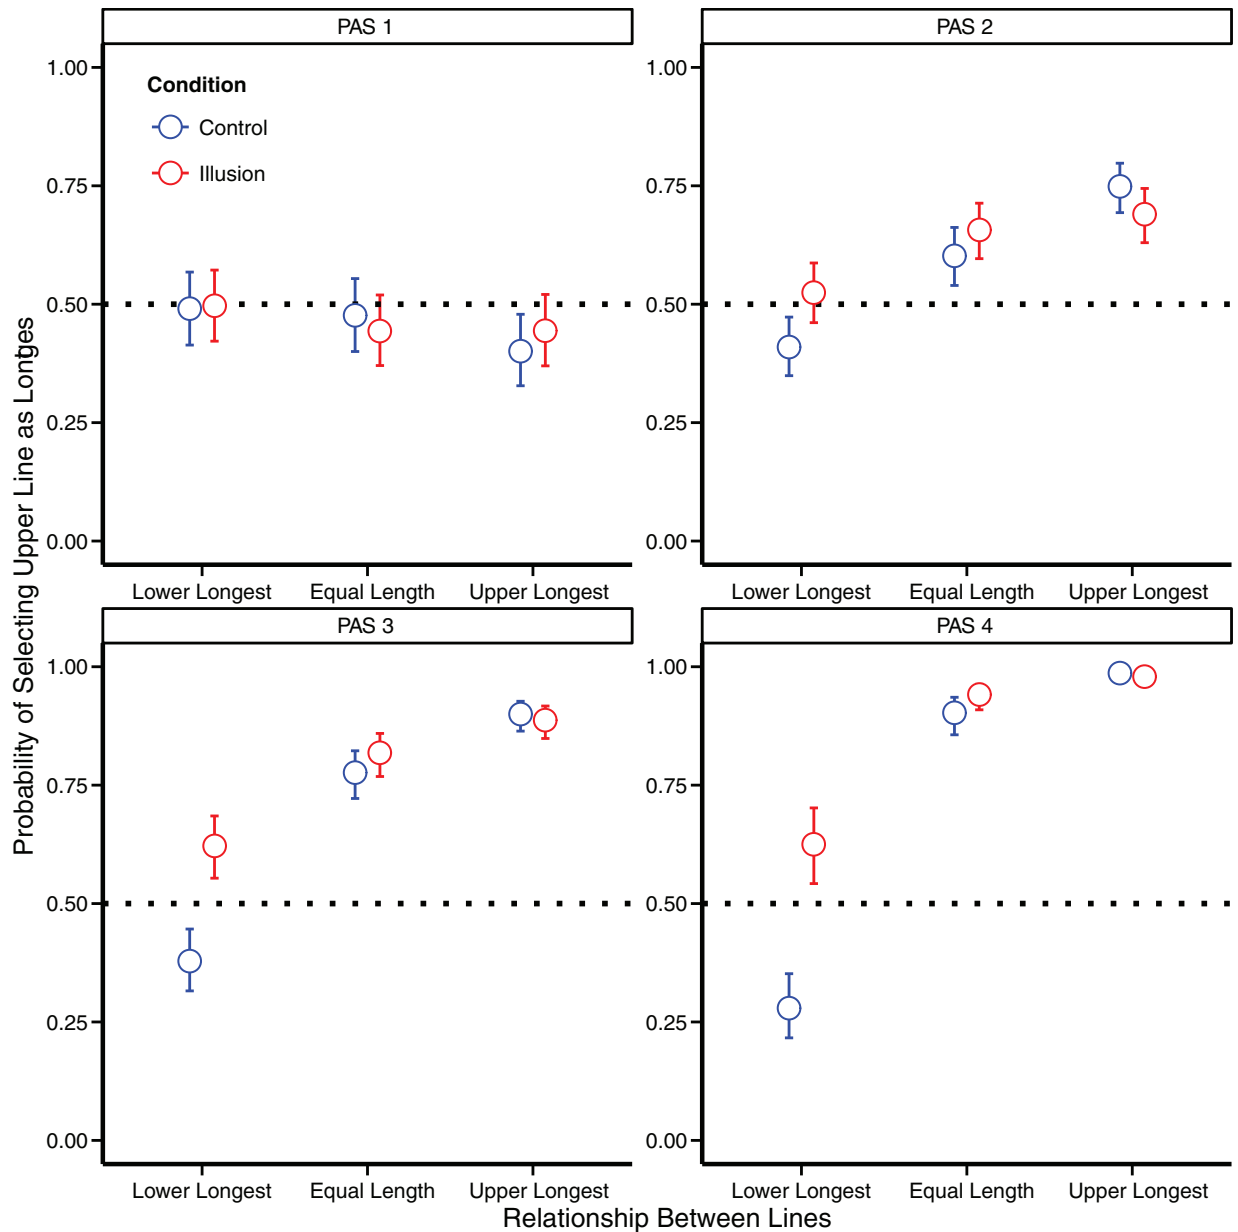 PAS 1
PAS 2
Condition
Control
Illusion
1.00
0.75
0.50
0.25
0.00
1.00
0.75
0.50
0.25
0.00
Lower Longest Equal Length Upper Longest
Lower Longest Equal Length Upper Longest
Probability of Selecting Upper Line as Longes
PAS 3
PAS 4
1.00
0.75
0.50
0.25
0.00
1.00
0.75
0.50
0.25
0.00
Lower Longest Equal Length Upper Longest
Lower Longest Equal Length Upper Longest
Relationship Between Lines